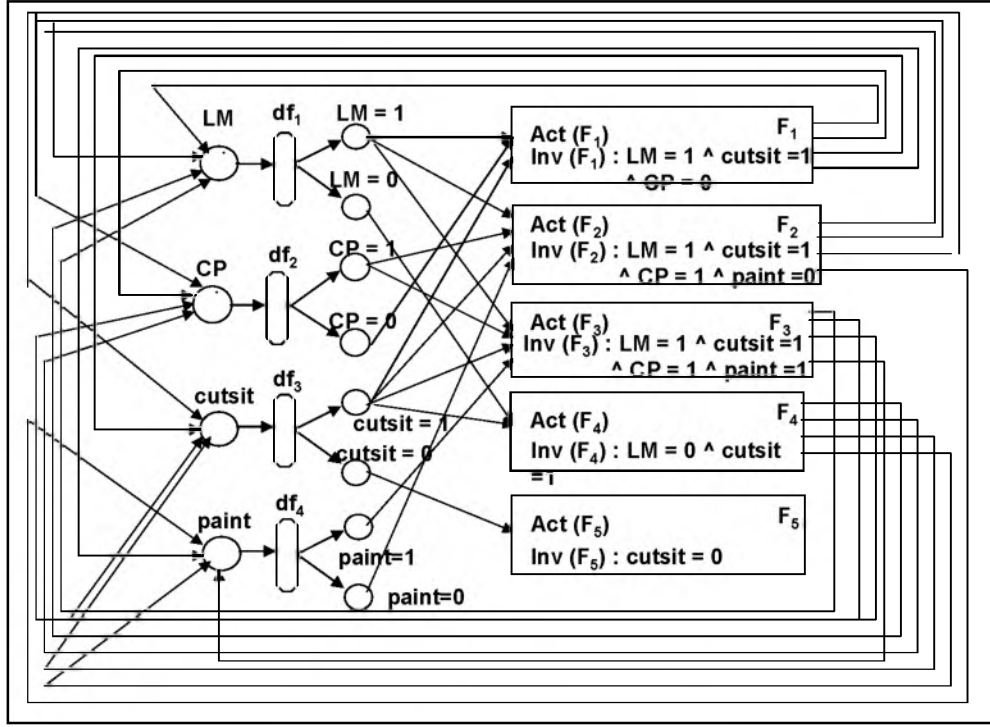 LM
df1
LM = 1
LM = 0
CP
df2
CP = 1
CP = 0
cutsit
df3
cutsit = 1
cutsit = 0
paint
df4
paint=1
paint=0
Act (F1) F1
Inv (F1) : LM = 1 ^ cutsit =1
^ CP = 0
Act (F2) F2
Inv (F2) : LM = 1 ^ cutsit =1
^ CP = 1 ^ paint =0
Act (F3) F3
Inv (F3) : LM = 1 ^ cutsit =1
^ CP = 1 ^ paint =1
Act (F4) F4
Inv (F4) : LM = 0 ^ cutsit
=1
Act (F5) F5
Inv (F5) : cutsit = 0